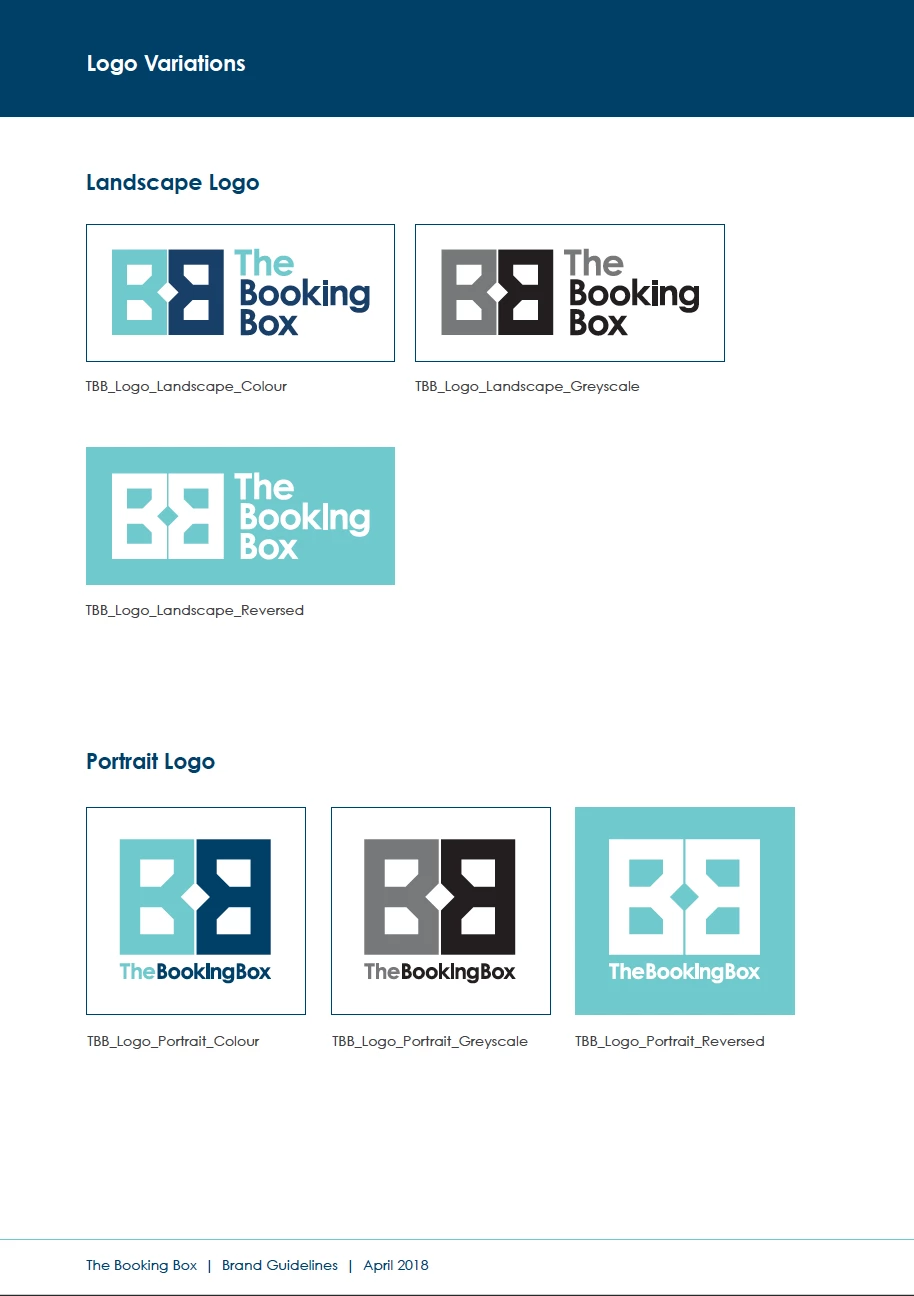 Logo Variations
Landscape Logo
The
Booking
Box
The
Booking
Box
TBB_Logo_Landscape_Colour
TBB_Logo_Landscape_Greyscale
The
Booking
Box
TBB_Logo_Landscape_Reversed
Portrait Logo
TheBookingBox
TheBookingBox
TheBookingBox
TBB_Logo_Portrait_Colour
TBB_Logo_Portrait_Greyscale
TBB_Logo_Portrait_Reversed
The Booking Box | Brand Guidelines | April 2018